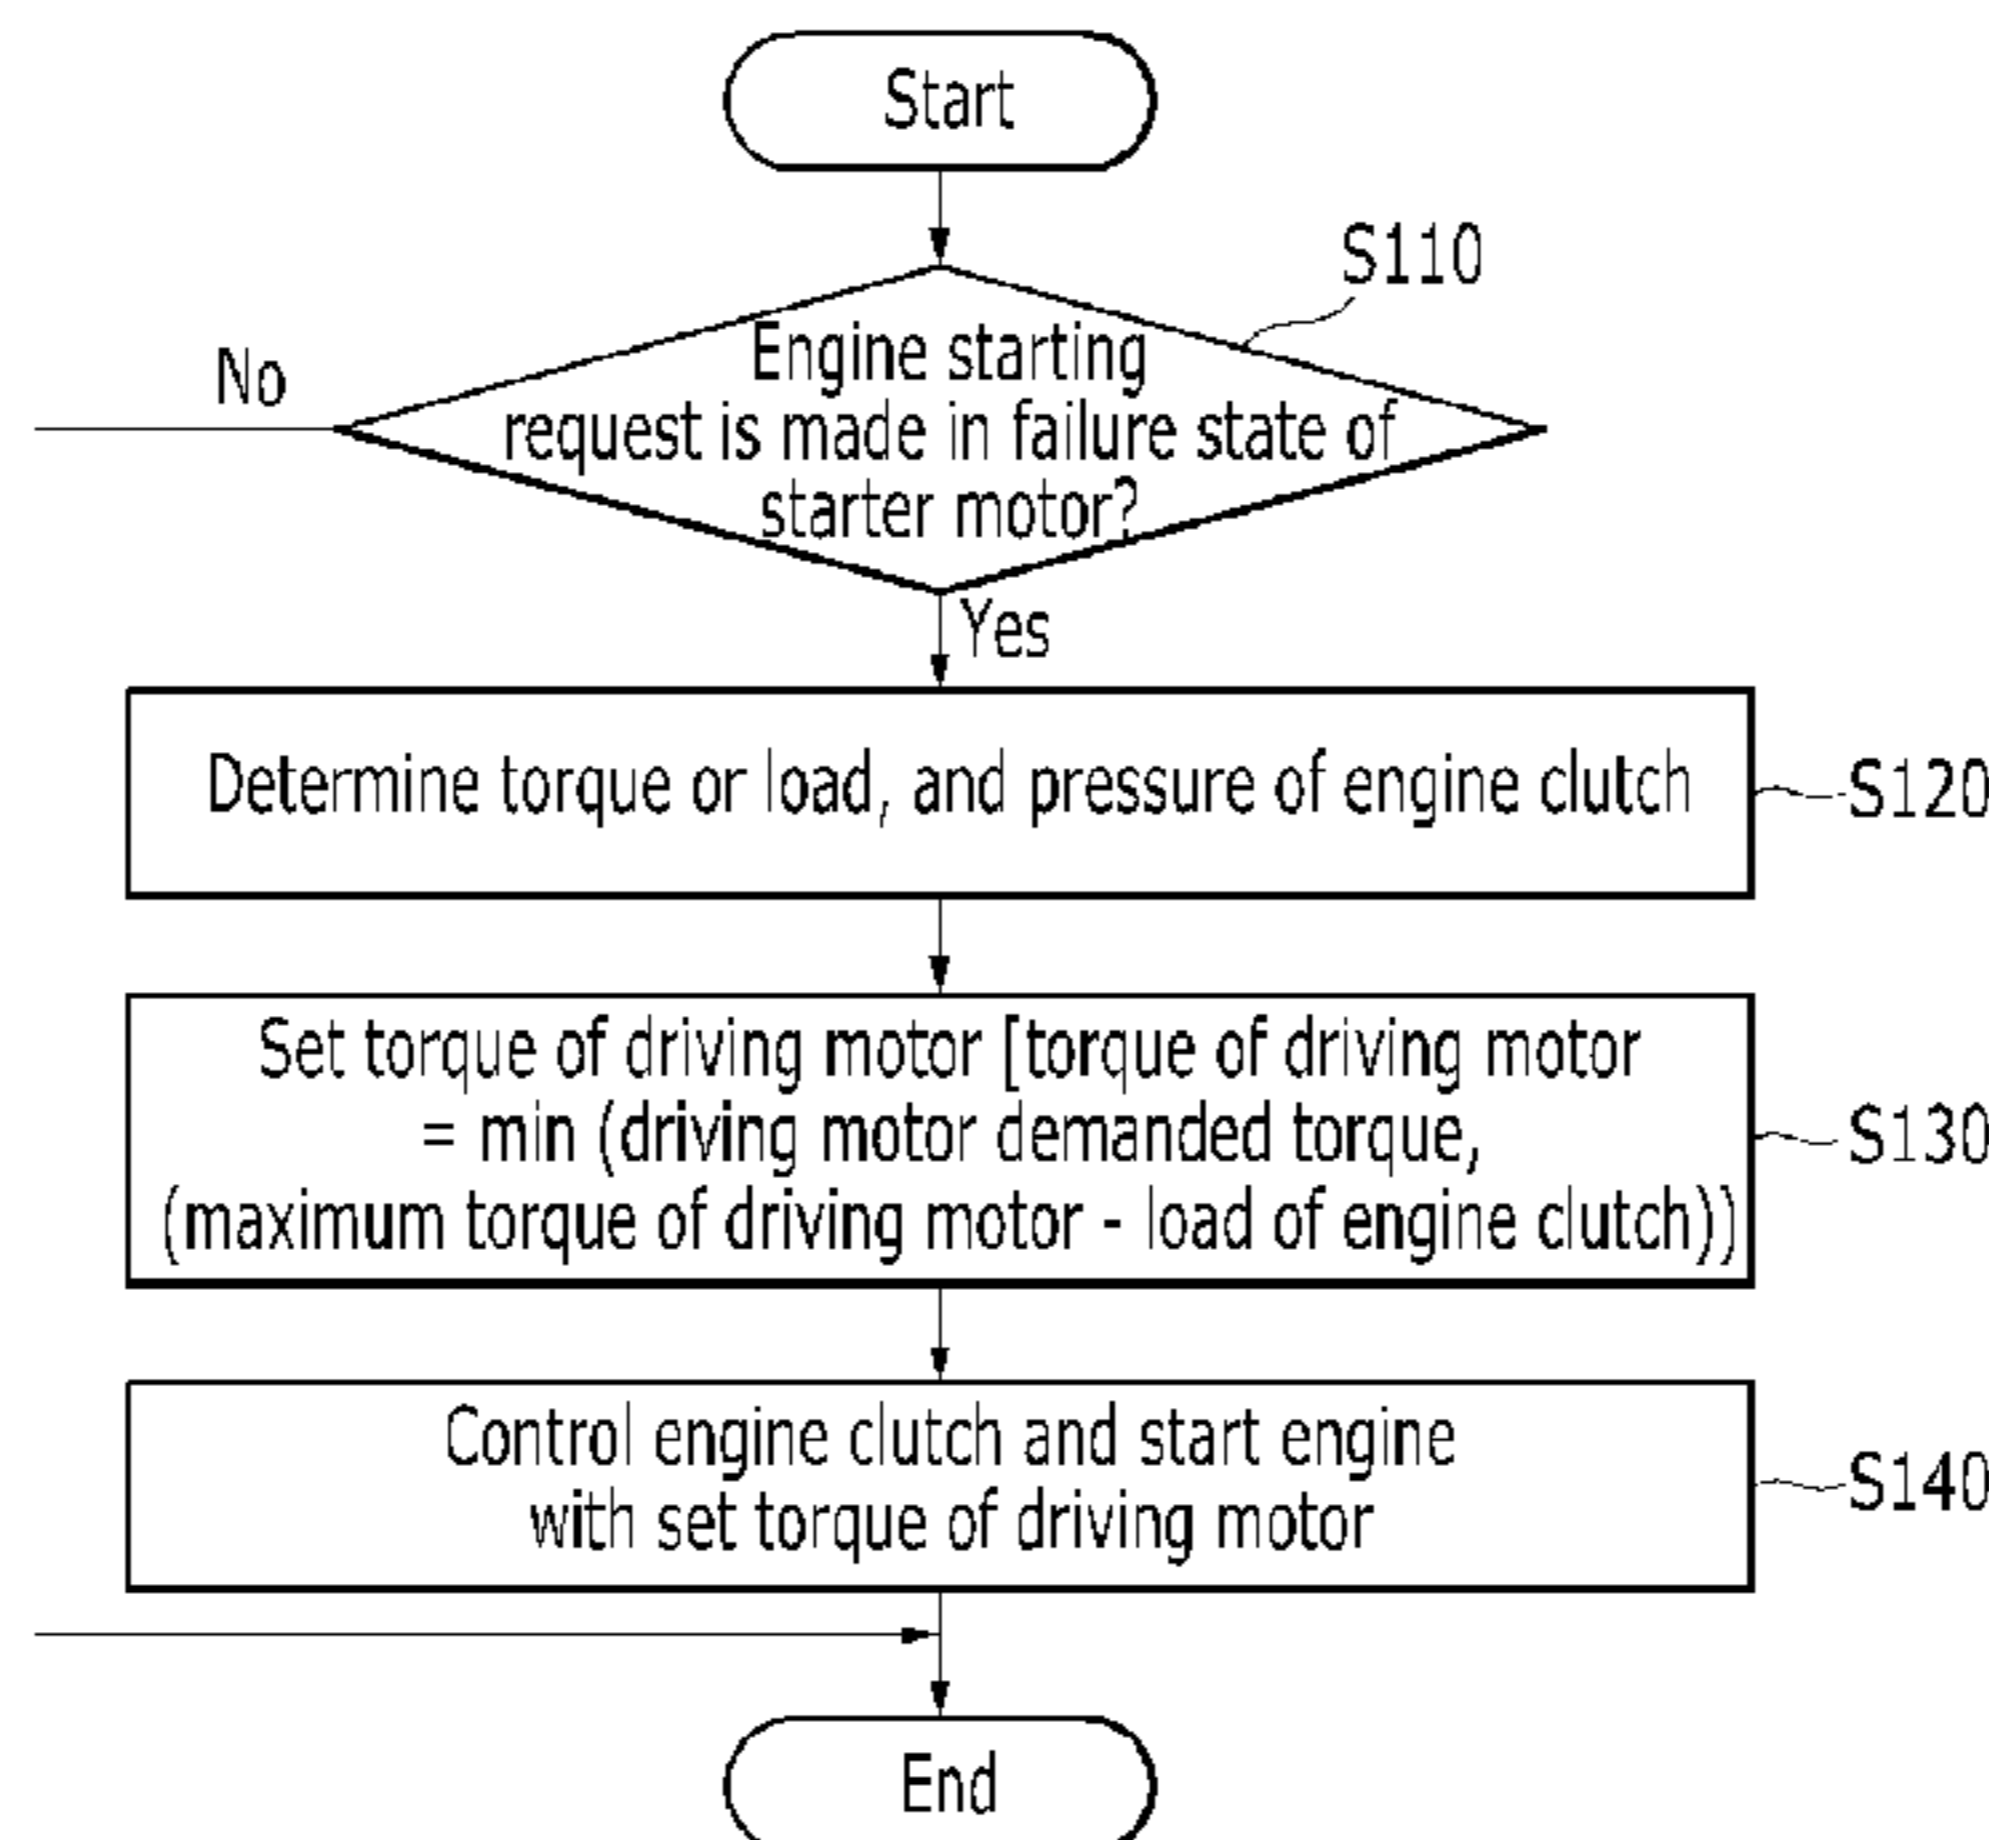 Start
S110
No
Engine starting
request is made in failure state of
starter motor?
Yes
Determine torque or load, and pressure of engine clutch
S120
Set torque of driving motor [torque of driving motor
= min (driving motor demanded torque,
(maximum torque of driving motor - load of engine clutch))
S130
Control engine clutch and start engine
with set torque of driving motor
S140
End